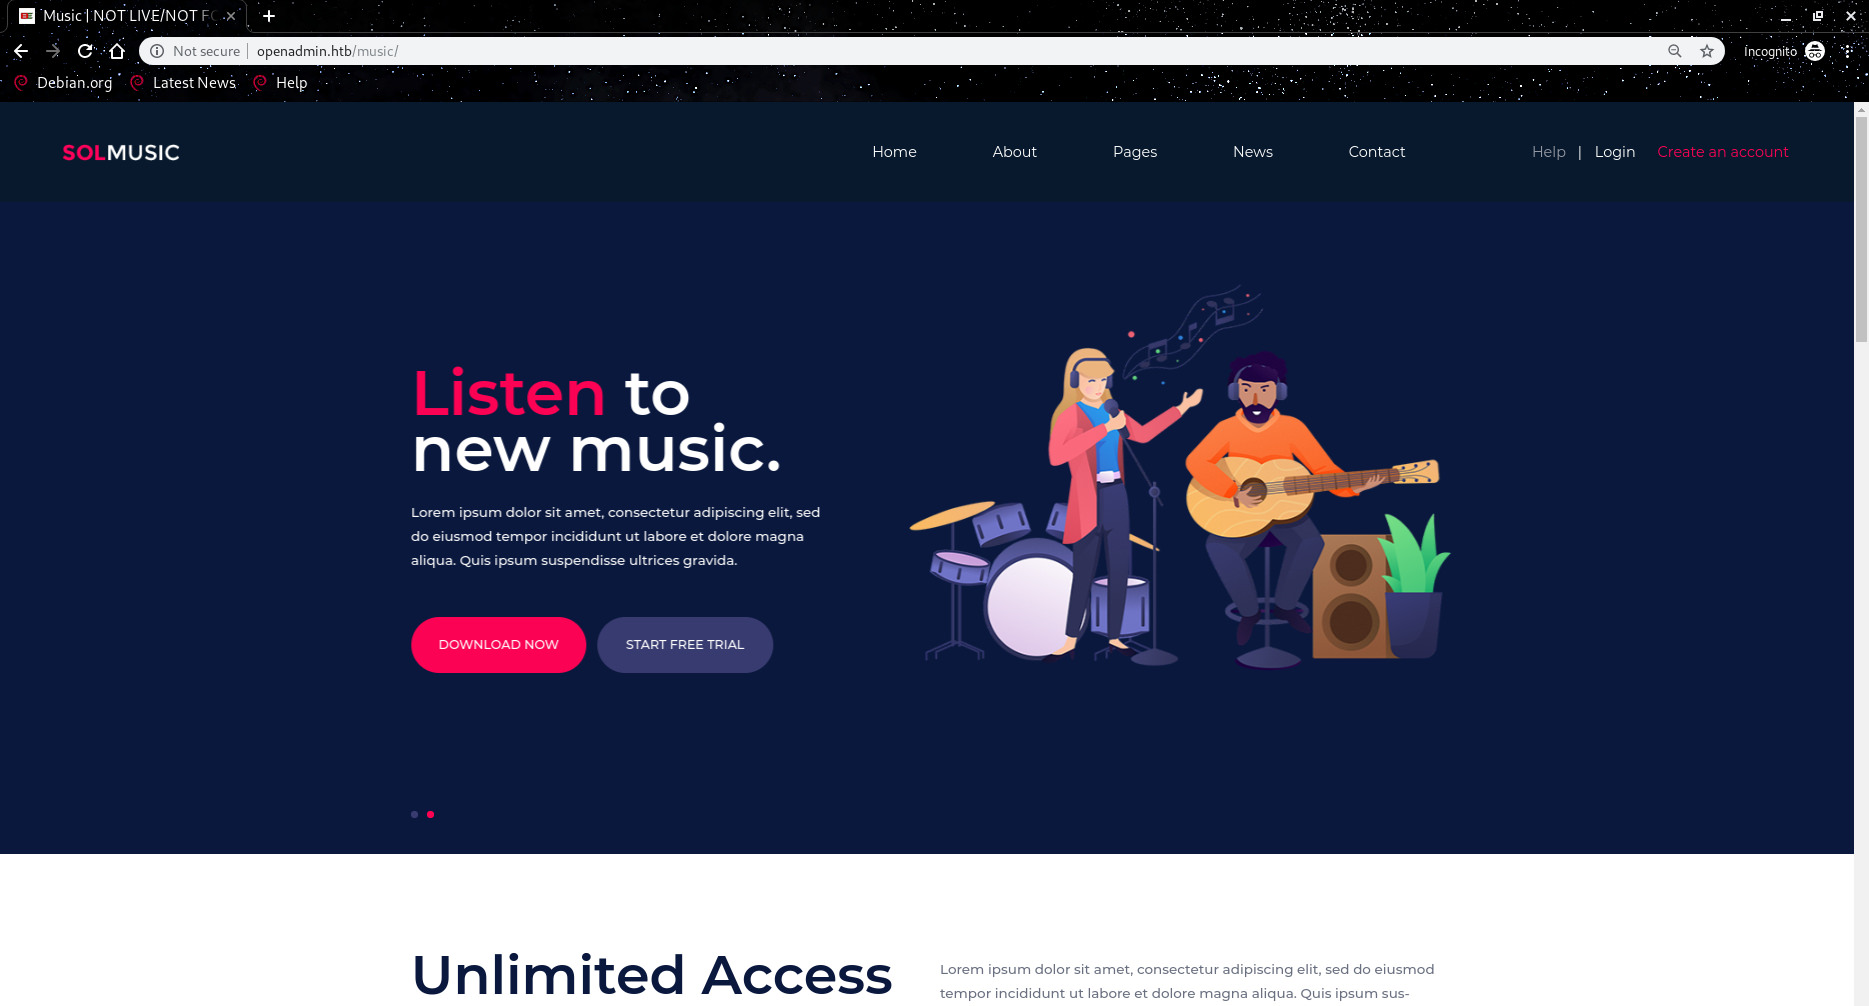 Music | NOT LIVE/NOT FO
Not secure | openadmin.htb/music/
Incognito
Debian.org Latest News Help
SOLMUSIC
Home About Pages News Contact Help | Login Create an account
Listen to
new music.
Lorem ipsum dolor sit amet, consectetur adipiscing elit, sed
do eiusmod tempor incididunt ut labore et dolore magna
aliqua. Quis ipsum suspendisse ultrices gravida.
DOWNLOAD NOW START FREE TRIAL
Unlimited Access
Lorem ipsum dolor sit amet, consectetur adipiscing elit, sed do eiusmod
tempor incididunt ut labore et dolore magna aliqua. Quis ipsum sus-